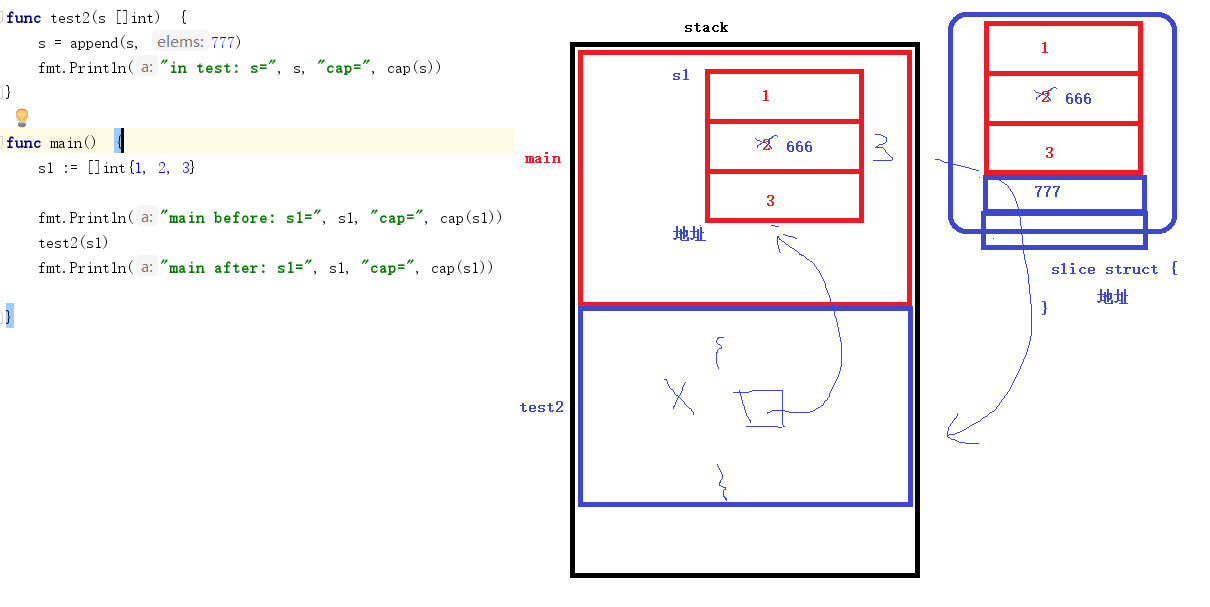 func test2(s []int)  {
    s = append(s, elems: 777)
    fmt.Println( a: "in test: s=", s, "cap=", cap(s))
}
func main()  {
    s1 := []int{1, 2, 3}
    fmt.Println( a: "main before: s1=", s1, "cap=", cap(s1))
    test2(s1)
    fmt.Println( a: "main after: s1=", s1, "cap=", cap(s1))
}
stack
s1
1
2 666
3
3
main
地址
{
X
}
test2
1
2 666
3
777
slice struct {
地址
}